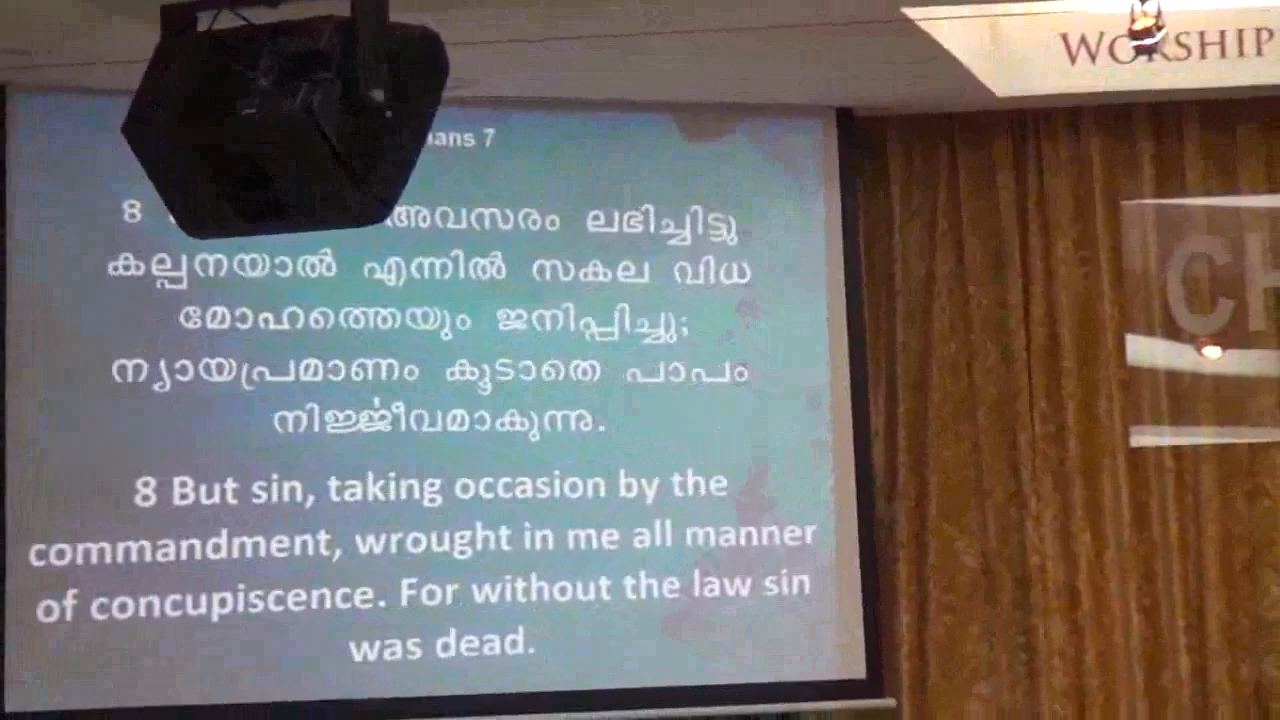 WORSHIP
ans 7
8 അവസരം ലഭിച്ചിട്ടു
കല്പനയാൽ എന്നിൽ സകല വിധ
മോഹത്തെയും ജനിപ്പിച്ചു;
ന്യായപ്രമാണം കൂടാതെ പാപം
നിർജ്ജീവമാകുന്നു.
8 But sin, taking occasion by the
commandment, wrought in me all manner
of concupiscence. For without the law sin
was dead.
CH